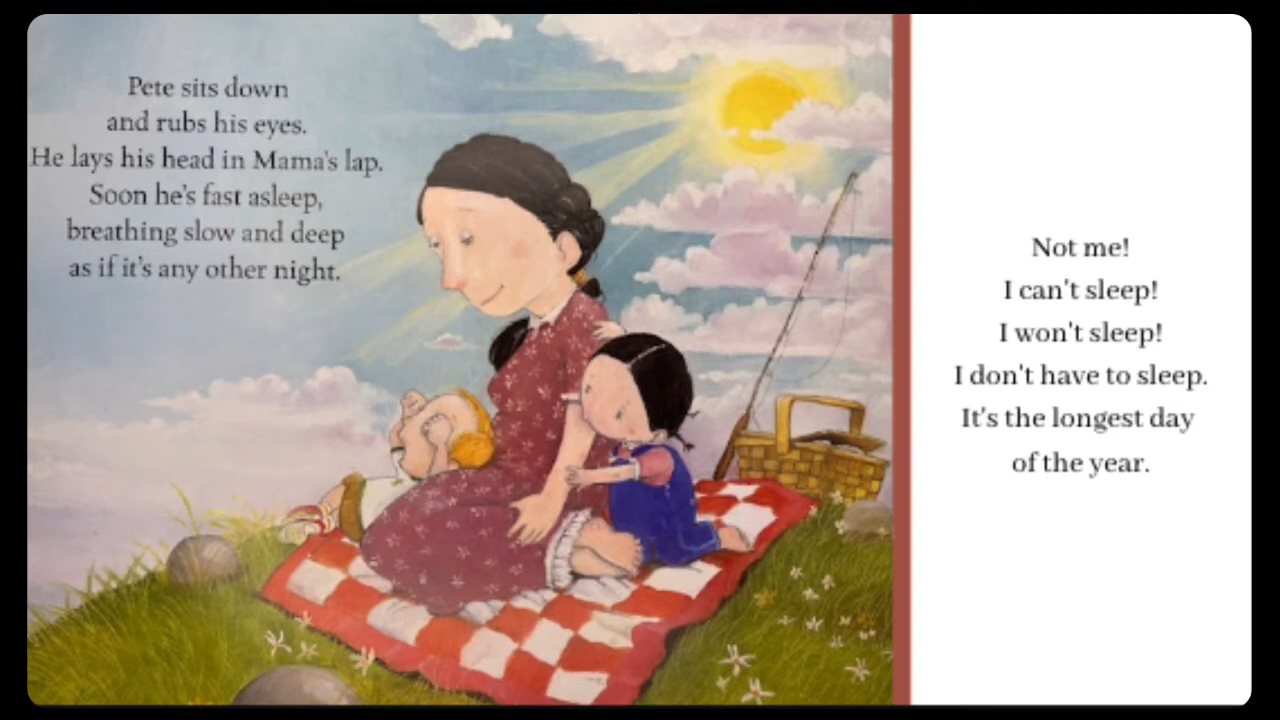 Pete sits down
and rubs his eyes.
He lays his head in Mama's lap.
Soon he's fast asleep,
breathing slow and deep
as if it's any other night.
Not me!
I can't sleep!
I won't sleep!
I don't have to sleep.
It's the longest day
of the year.